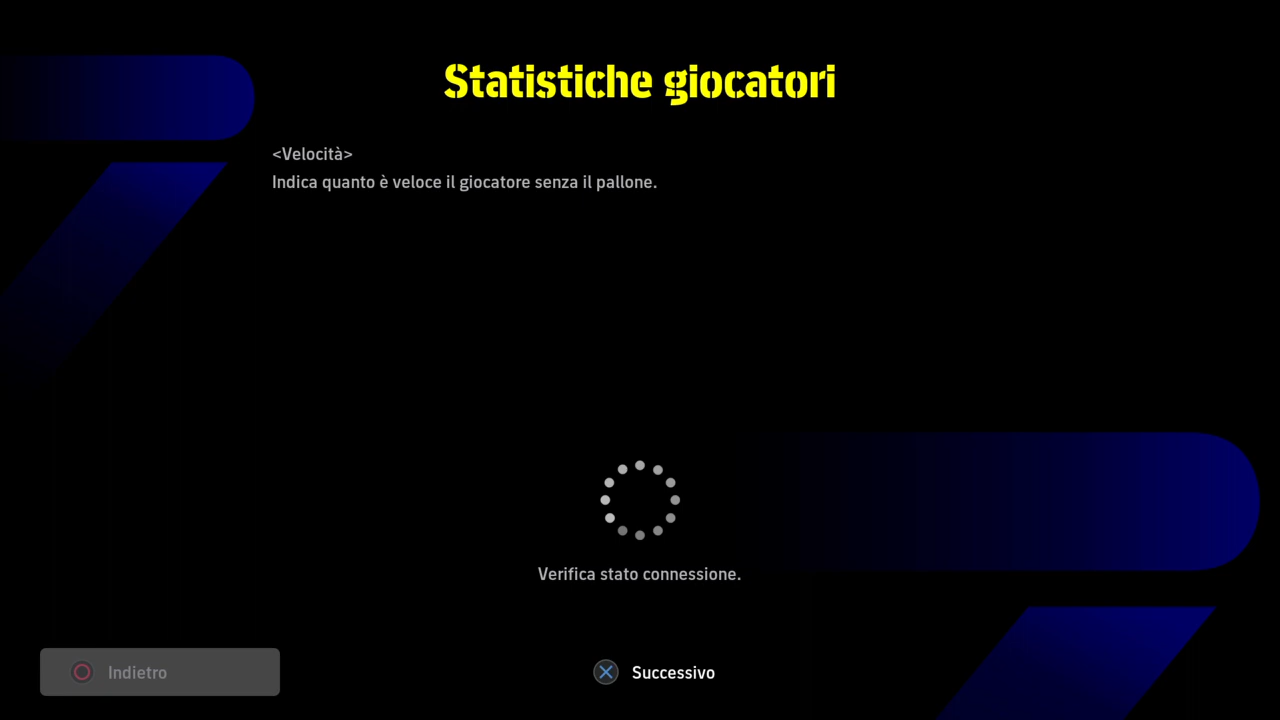 Statistiche giocatori
<Velocità>
Indica quanto è veloce il giocatore senza il pallone.
Verifica stato connessione.
Indietro
Successivo